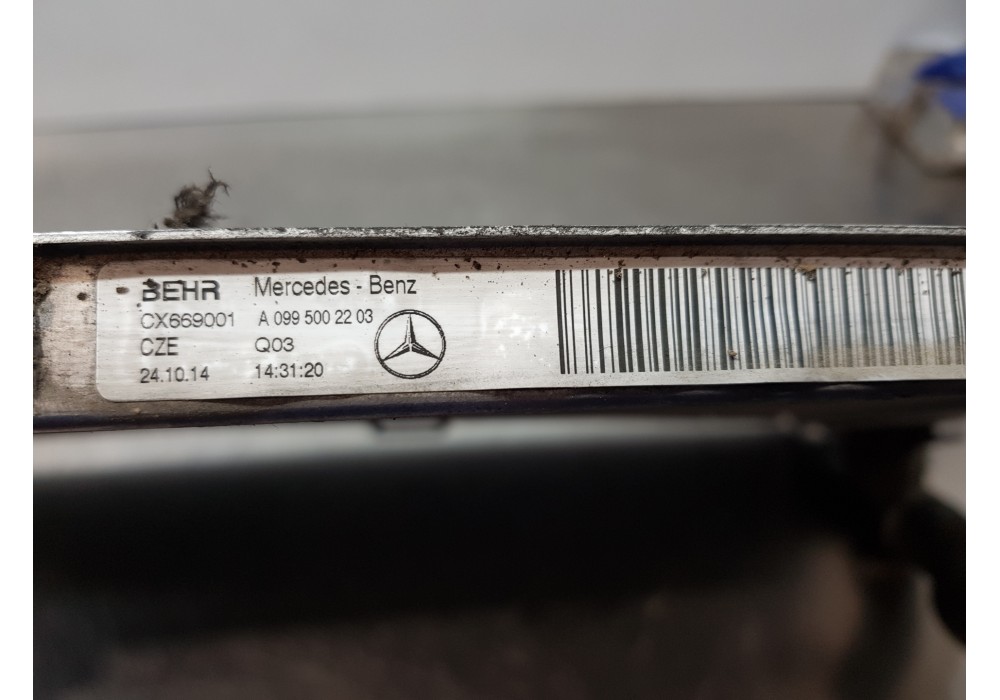 BEHR Mercedes - Benz
CX669001 A 099 500 22 03
CZE Q03
24.10.14 14:31:20